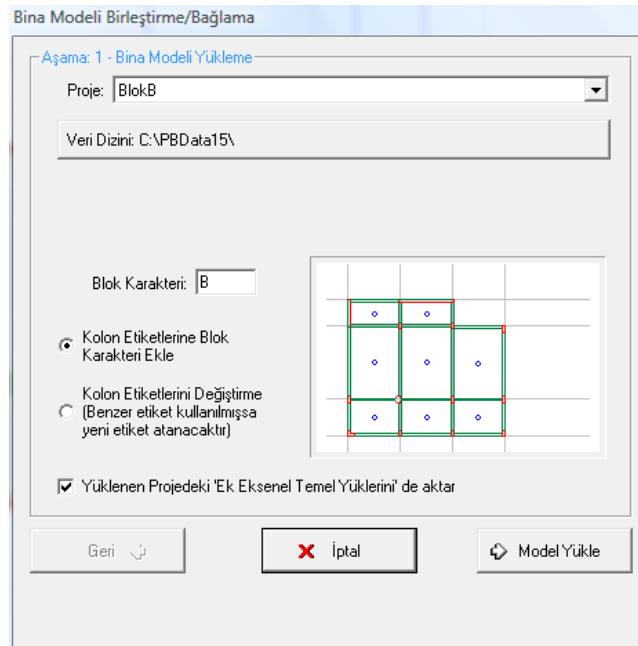 Bina Modeli Birleştirme/Bağlama
Aşama: 1 - Bina Modeli Yükleme
Proje: BlokB
Veri Dizini: C:\PBData15\
Blok Karakteri: B
Kolon Etiketlerine Blok
Karakteri Ekle
Kolon Etiketlerini Değiştirme
(Benzer etiket kullanılmışsa
yeni etiket atanacaktır)
Yüklenen Projedeki 'Ek Eksenel Temel Yüklerini' de aktar
Geri
İptal
Model Yükle